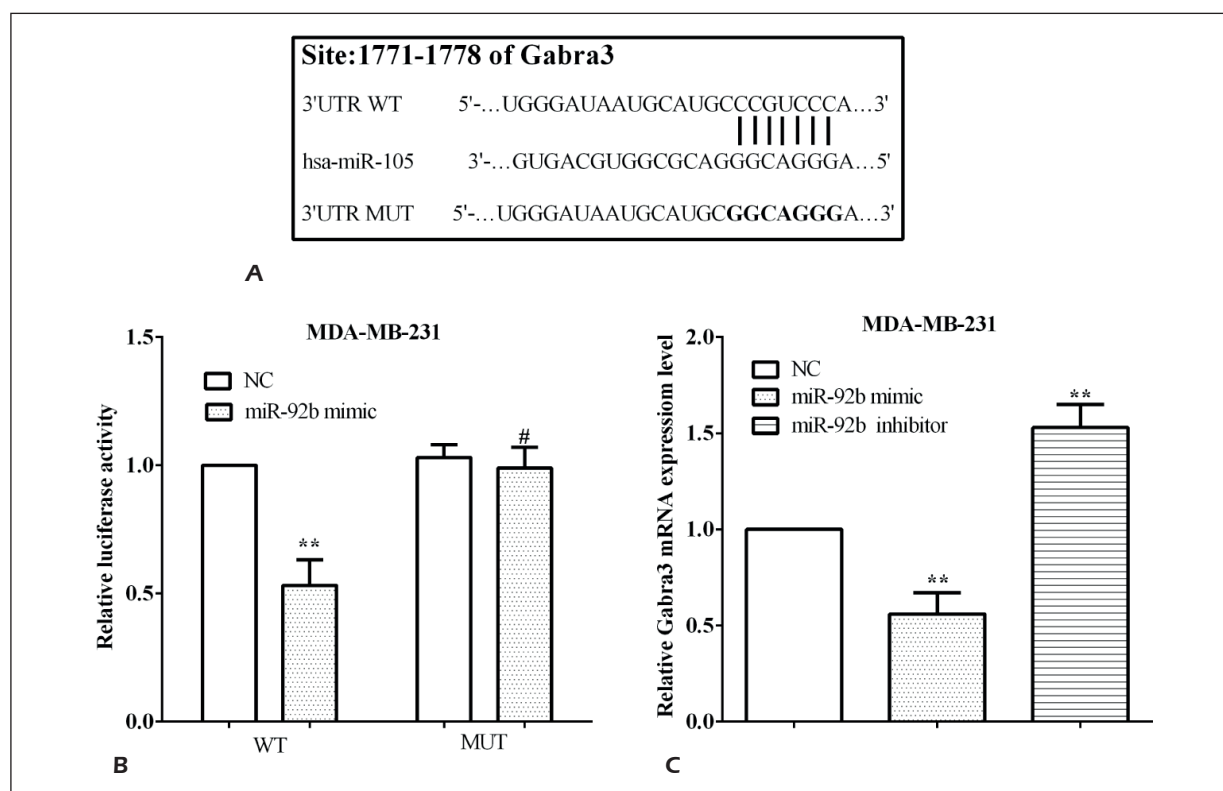 Site:1771-1778 of Gabra3
3'UTR WT 5'-...UGGGAUAAUGCAUGCCCGUCCCA...3'
hsa-miR-105 3'-...GUGACGUGGCGCAGGGCAGGGA...5'
3'UTR MUT 5'-...UGGGAUAAUGCAUGCGGCAGGGA...3'
A
MDA-MB-231
NC
miR-92b mimic
Relative luciferase activity
1.5
1.0
0.5
0.0
**
#
WT MUT
B
MDA-MB-231
NC
miR-92b mimic
miR-92b inhibitor
Relative Gabra3 mRNA expressiom level
2.0
1.5
1.0
0.5
0.0
**
**
C